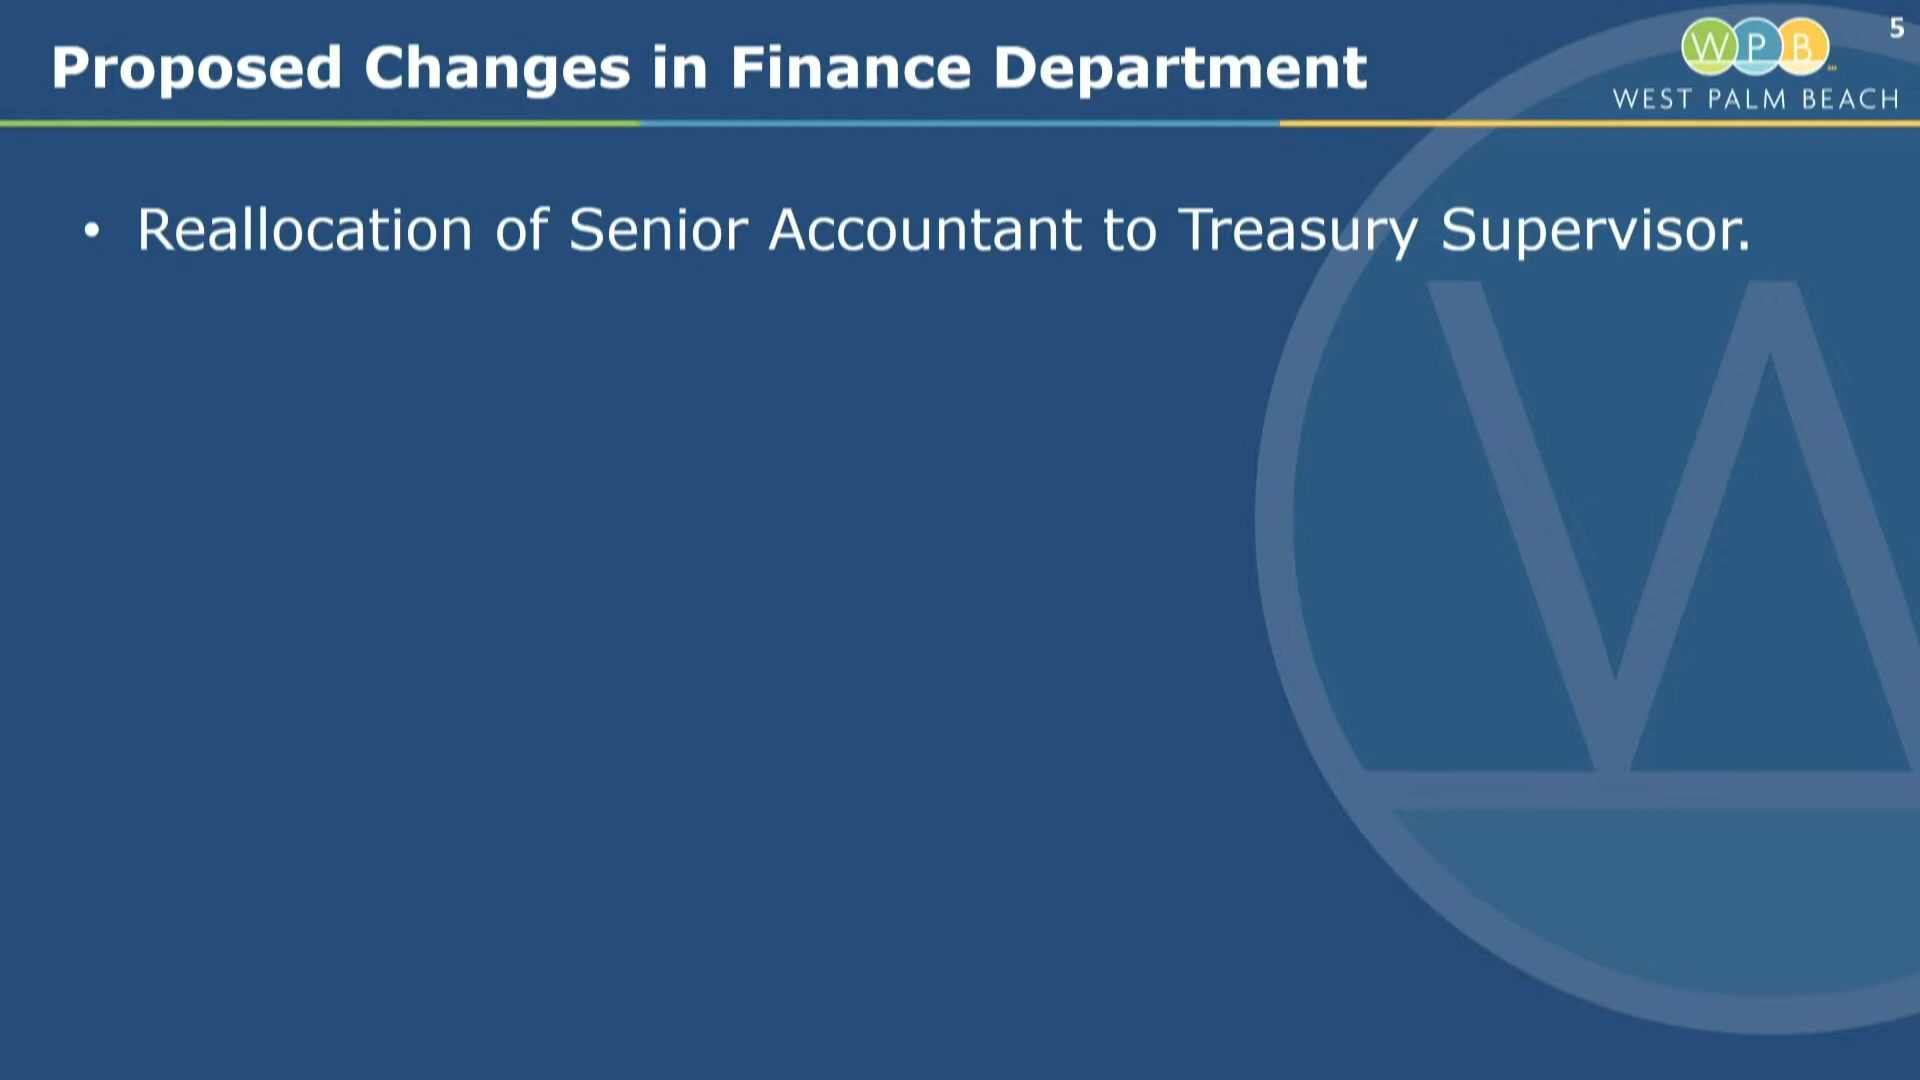 5
Proposed Changes in Finance Department
WPB
WEST PALM BEACH
• Reallocation of Senior Accountant to Treasury Supervisor.
W